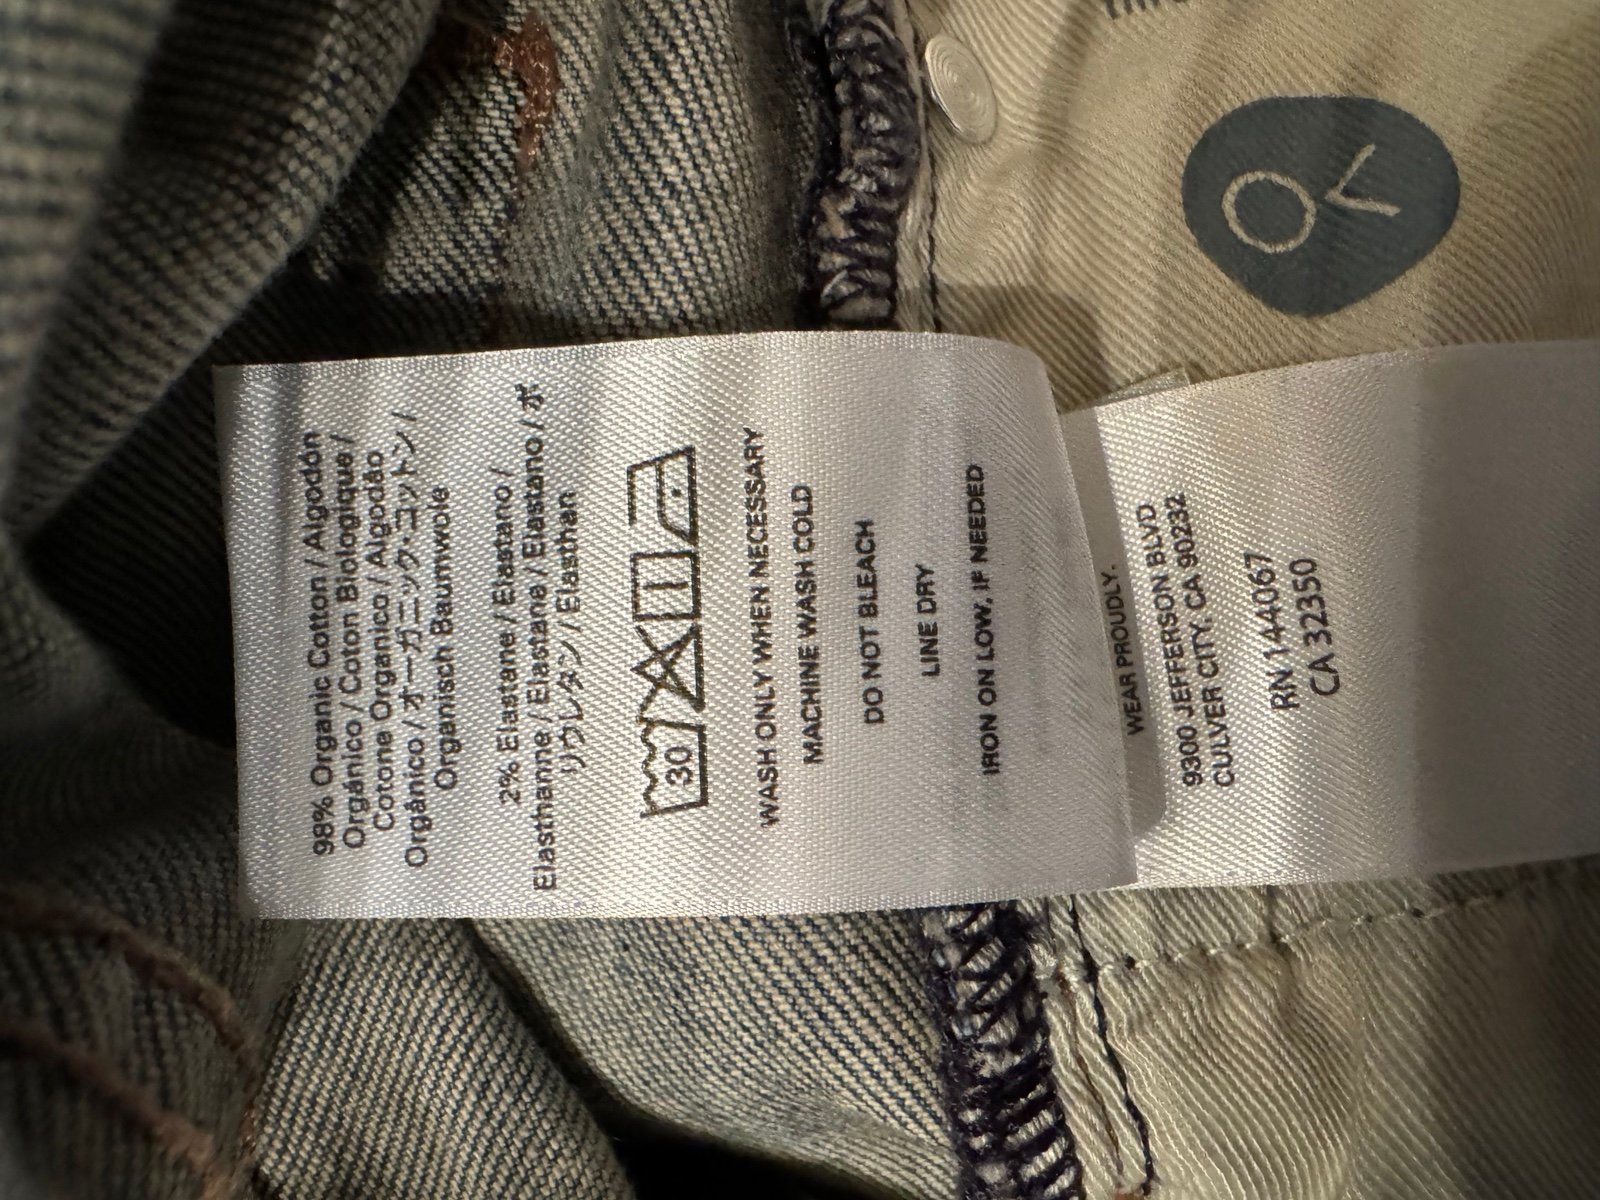 98% Organic Cotton / Algodón
Orgánico / Coton Biologique /
Cotone Organico / Algodão
Orgânico / オーガニック・コットン /
Organisch Baumwolle
2% Elastane / Elastano /
Elasthanne / Elastane / Elastano / ポ
リウレタン / Elasthan
30
WASH ONLY WHEN NECESSARY
MACHINE WASH COLD
DO NOT BLEACH
LINE DRY
IRON ON LOW, IF NEEDED
WEAR PROUDLY.
9300 JEFFERSON BLVD
CULVER CITY, CA 90232
RN 144067
CA 32350